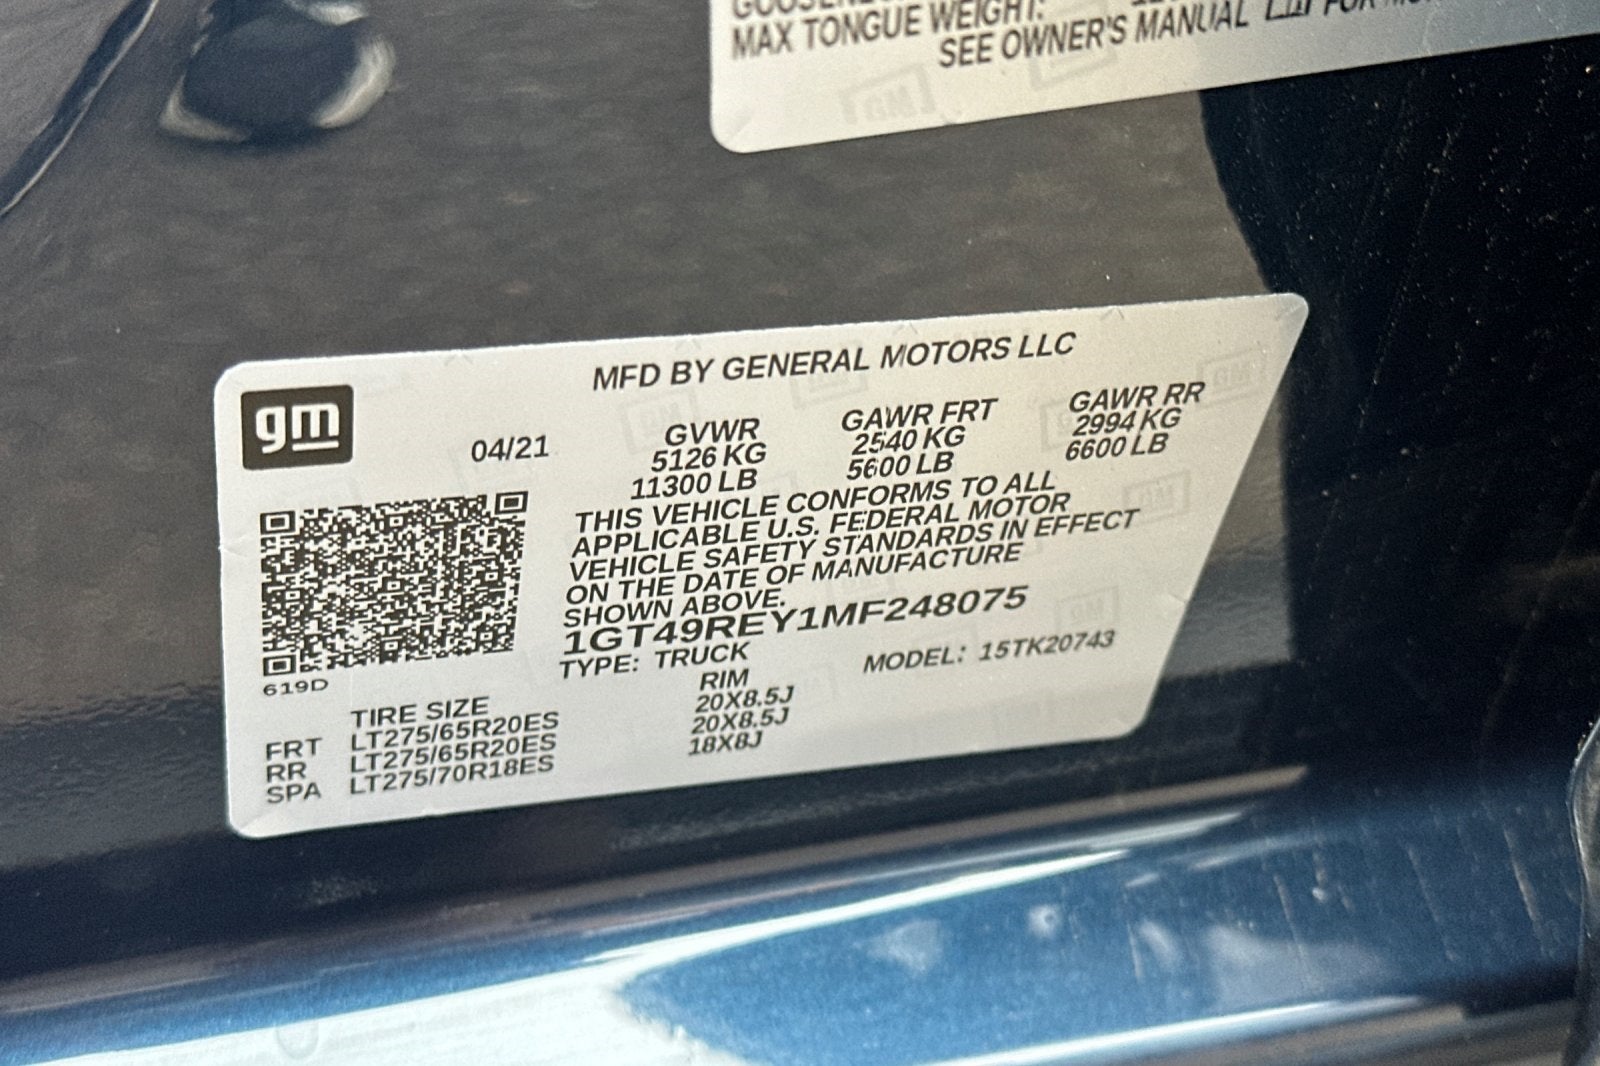 MAX TONGUE WEIGHT:
SEE OWNER'S MANUAL FOR
MFD BY GENERAL MOTORS LLC
gm
04/21
GVWR GAWR FRT GAWR RR
5126 KG 2540 KG 2994 KG
11300 LB 5600 LB 6600 LB
THIS VEHICLE CONFORMS TO ALL
APPLICABLE U.S. FEDERAL MOTOR
VEHICLE SAFETY STANDARDS IN EFFECT
ON THE DATE OF MANUFACTURE
SHOWN ABOVE.
1GT49REY1MF248075
TYPE: TRUCK MODEL: 15TK20743
619D
TIRE SIZE RIM
FRT LT275/65R20ES 20X8.5J
RR LT275/65R20ES 20X8.5J
SPA LT275/70R18ES 18X8J